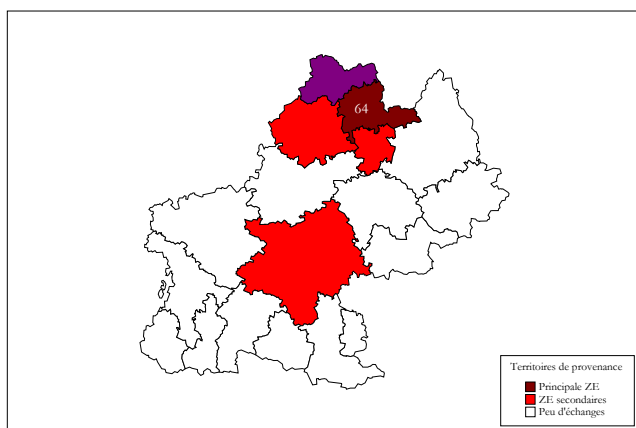 64
Territoires de provenance
Principale ZE
ZE secondaires
Peu d'échanges